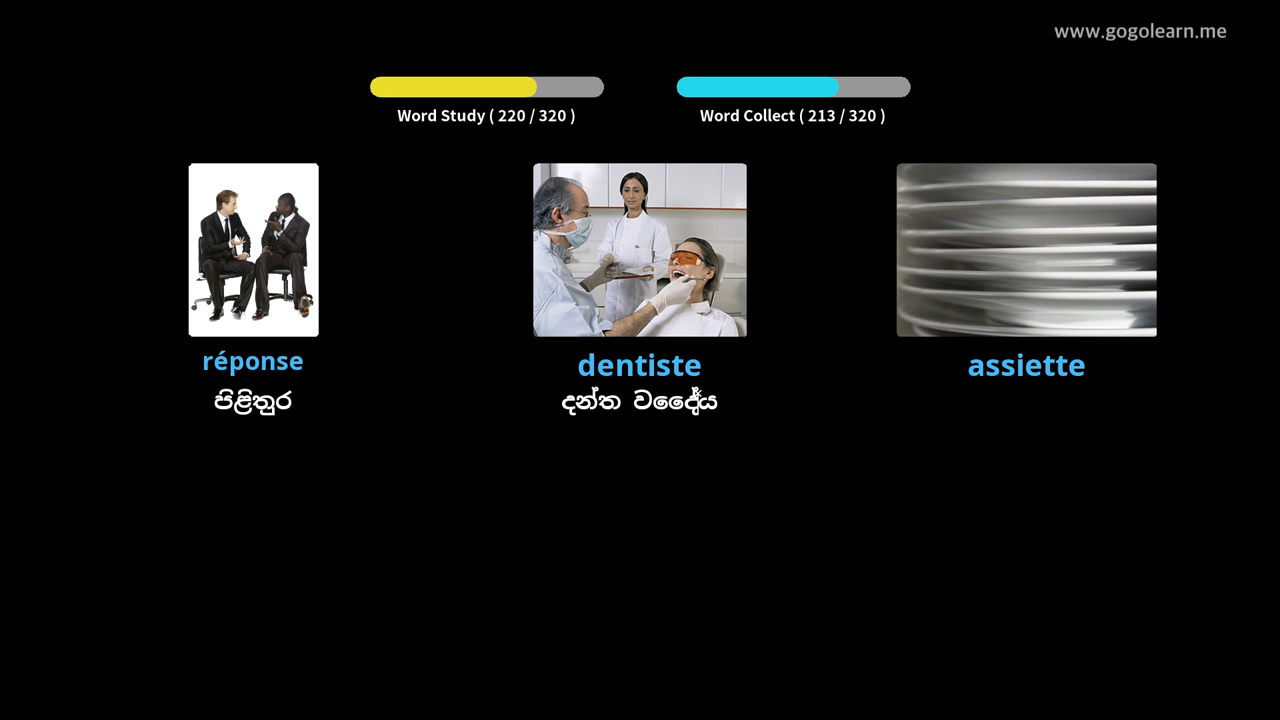 www.gogolearn.me
Word Study ( 220 / 320 )
Word Collect ( 213 / 320 )
réponse
dentiste
assiette
පිළිතුර
දන්ත